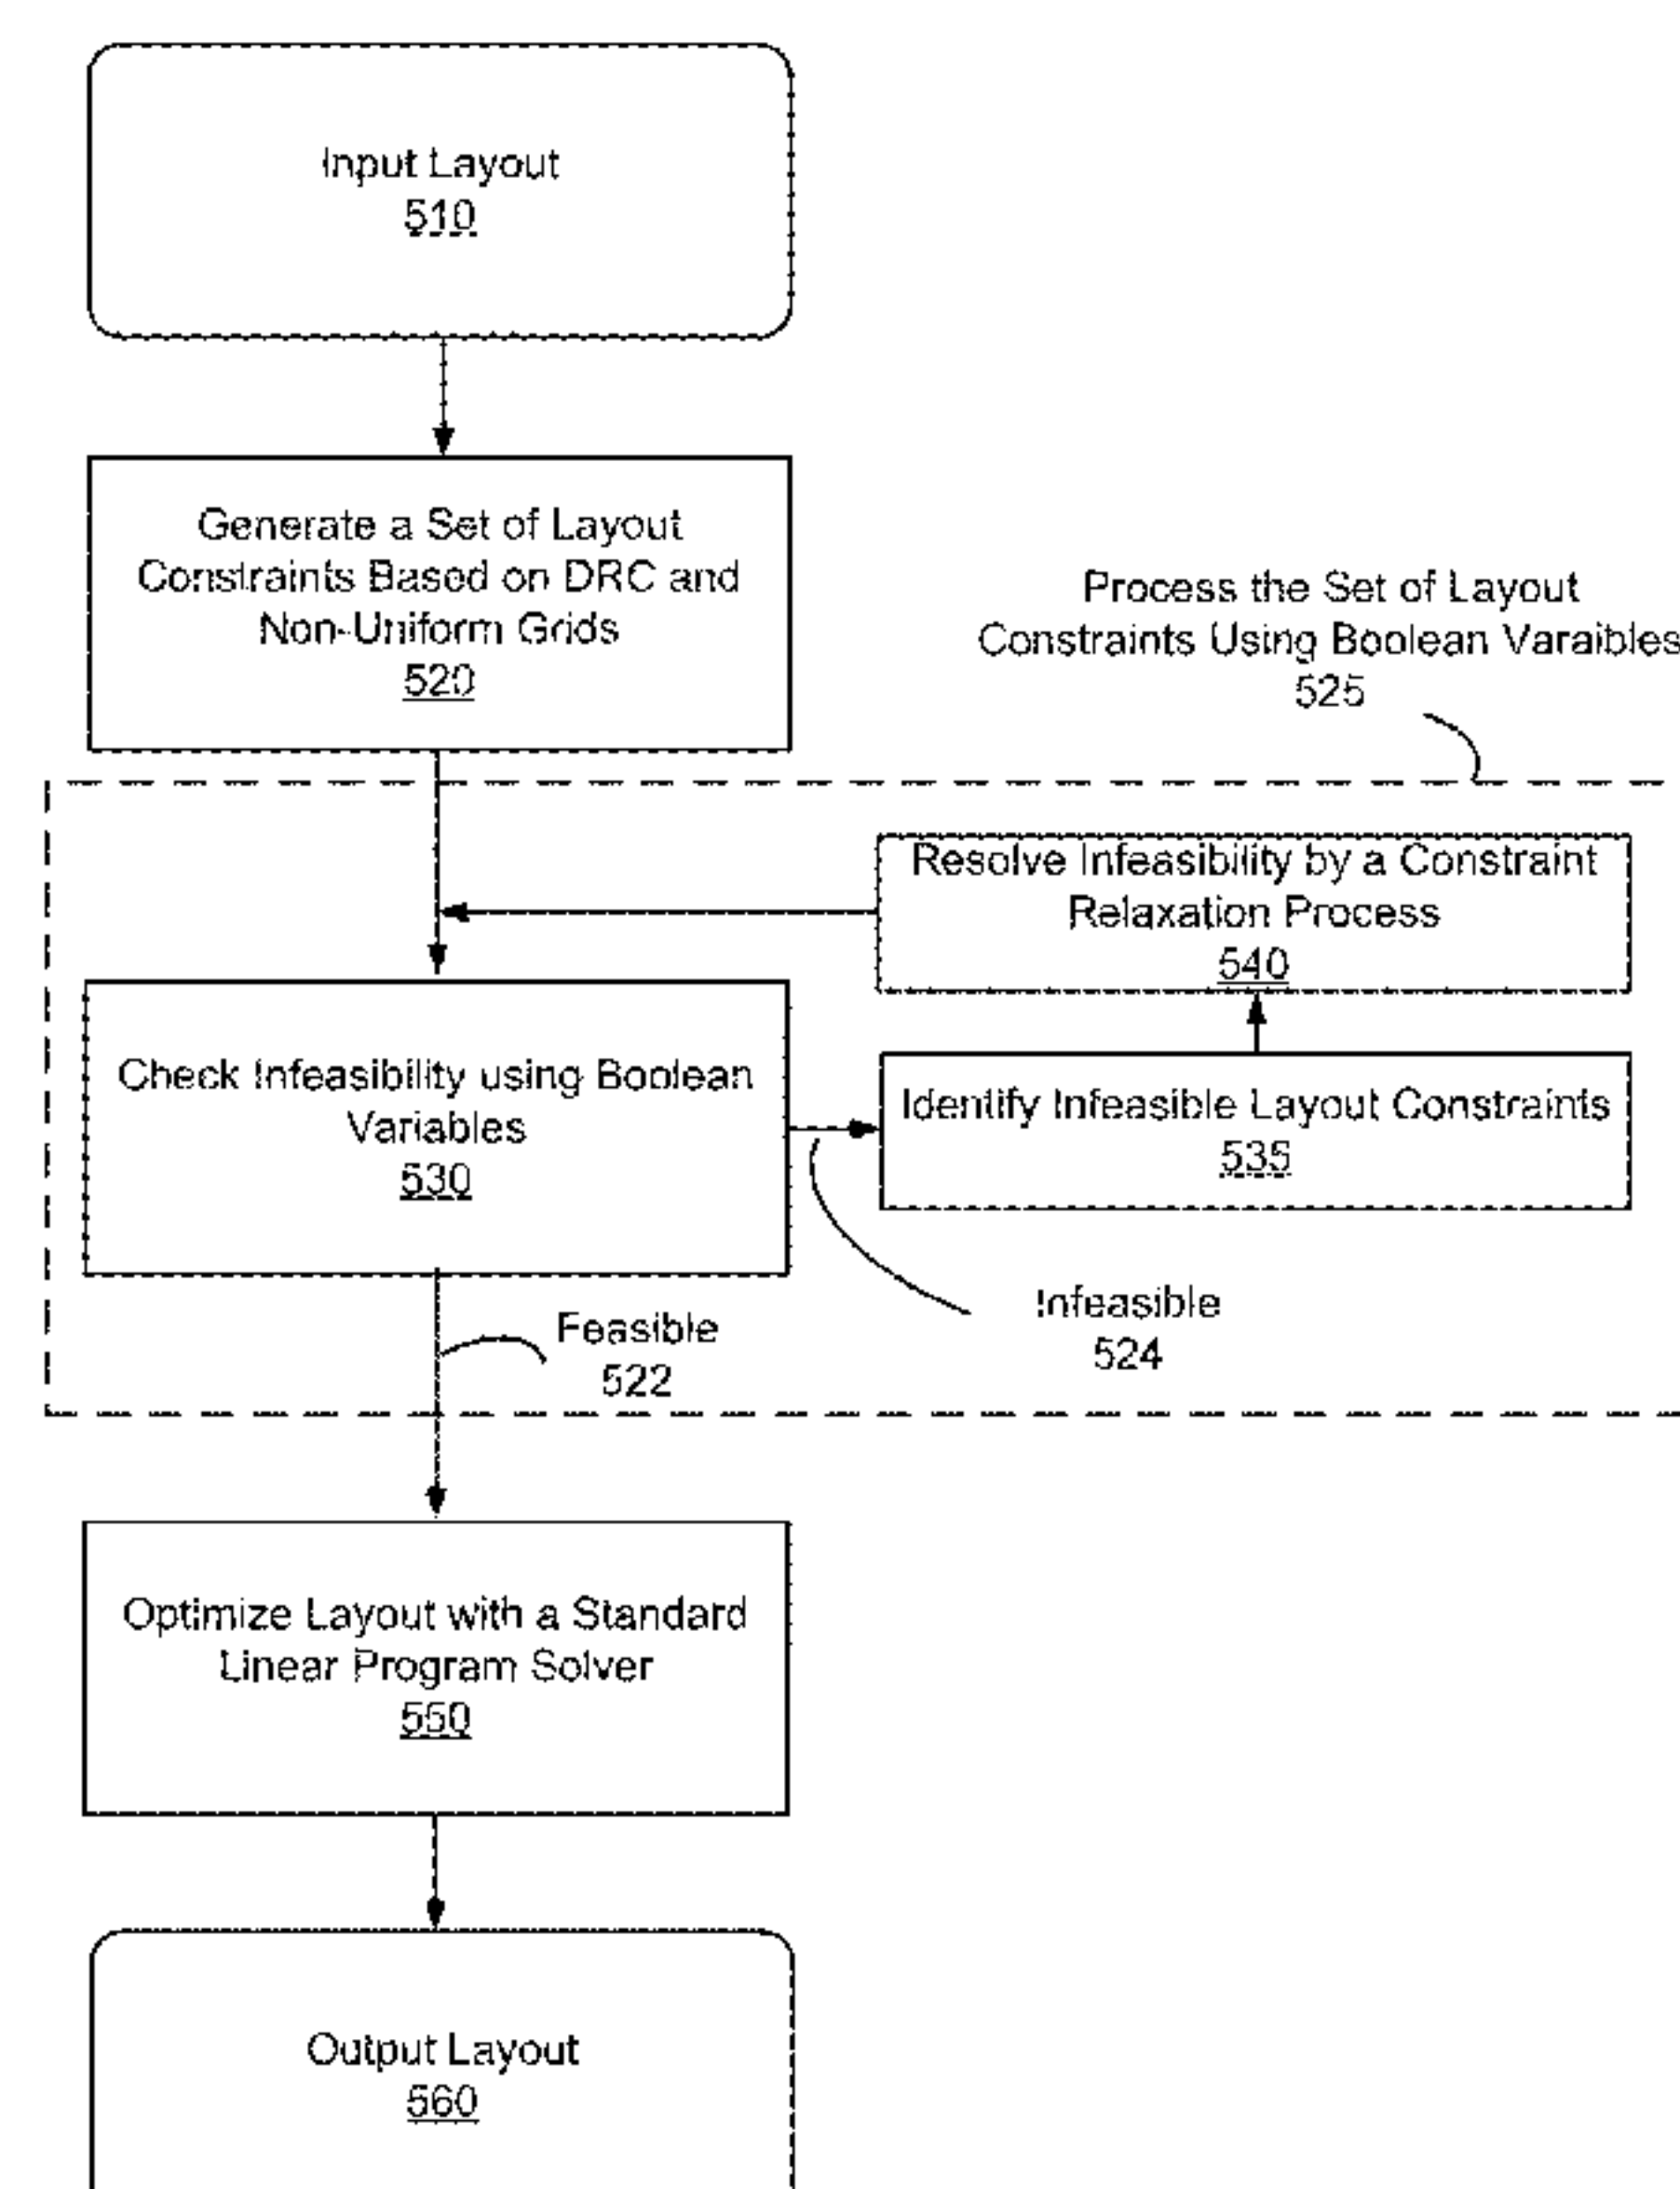 Input Layout
510
Generate a Set of Layout
Constraints Based on DRC and
Non-Uniform Grids
520
Process the Set of Layout
Constraints Using Boolean Varaibles
525
Resolve Infeasibility by a Constraint
Relaxation Process
540
Check Infeasibility using Boolean
Variables
530
Identify Infeasible Layout Constraints
535
Infeasible
524
Feasible
522
Optimize Layout with a Standard
Linear Program Solver
550
Output Layout
560